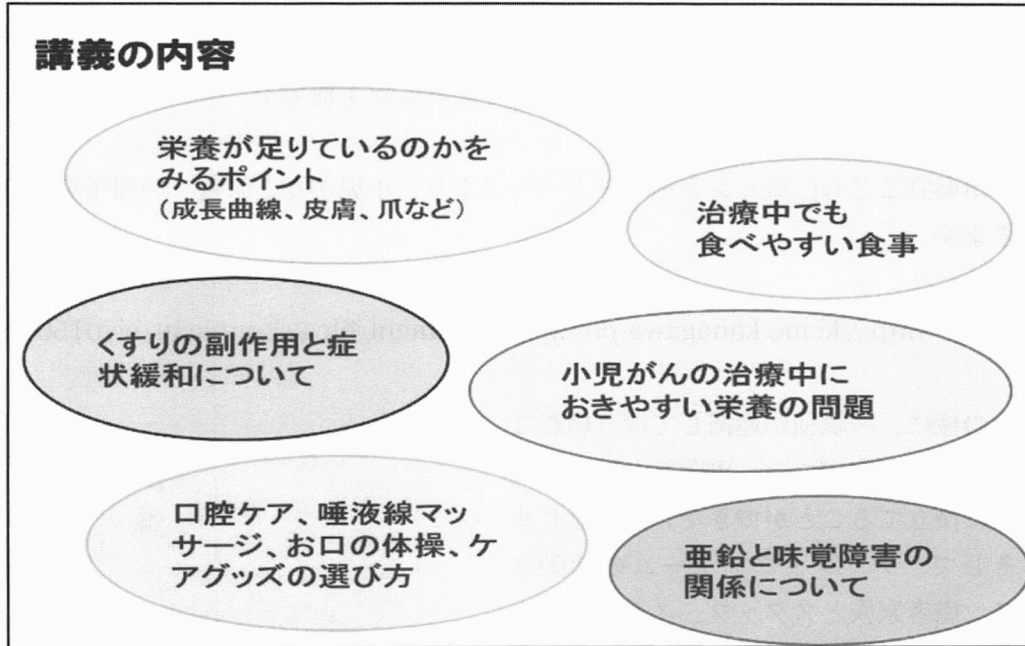 講義の内容
栄養が足りているのかを
みるポイント
（成長曲線、皮膚、爪など）
治療中でも
食べやすい食事
くすりの副作用と症
状緩和について
小児がんの治療中に
おきやすい栄養の問題
口腔ケア、唾液線マッ
サージ、お口の体操、ケ
アグッズの選び方
亜鉛と味覚障害の
関係について